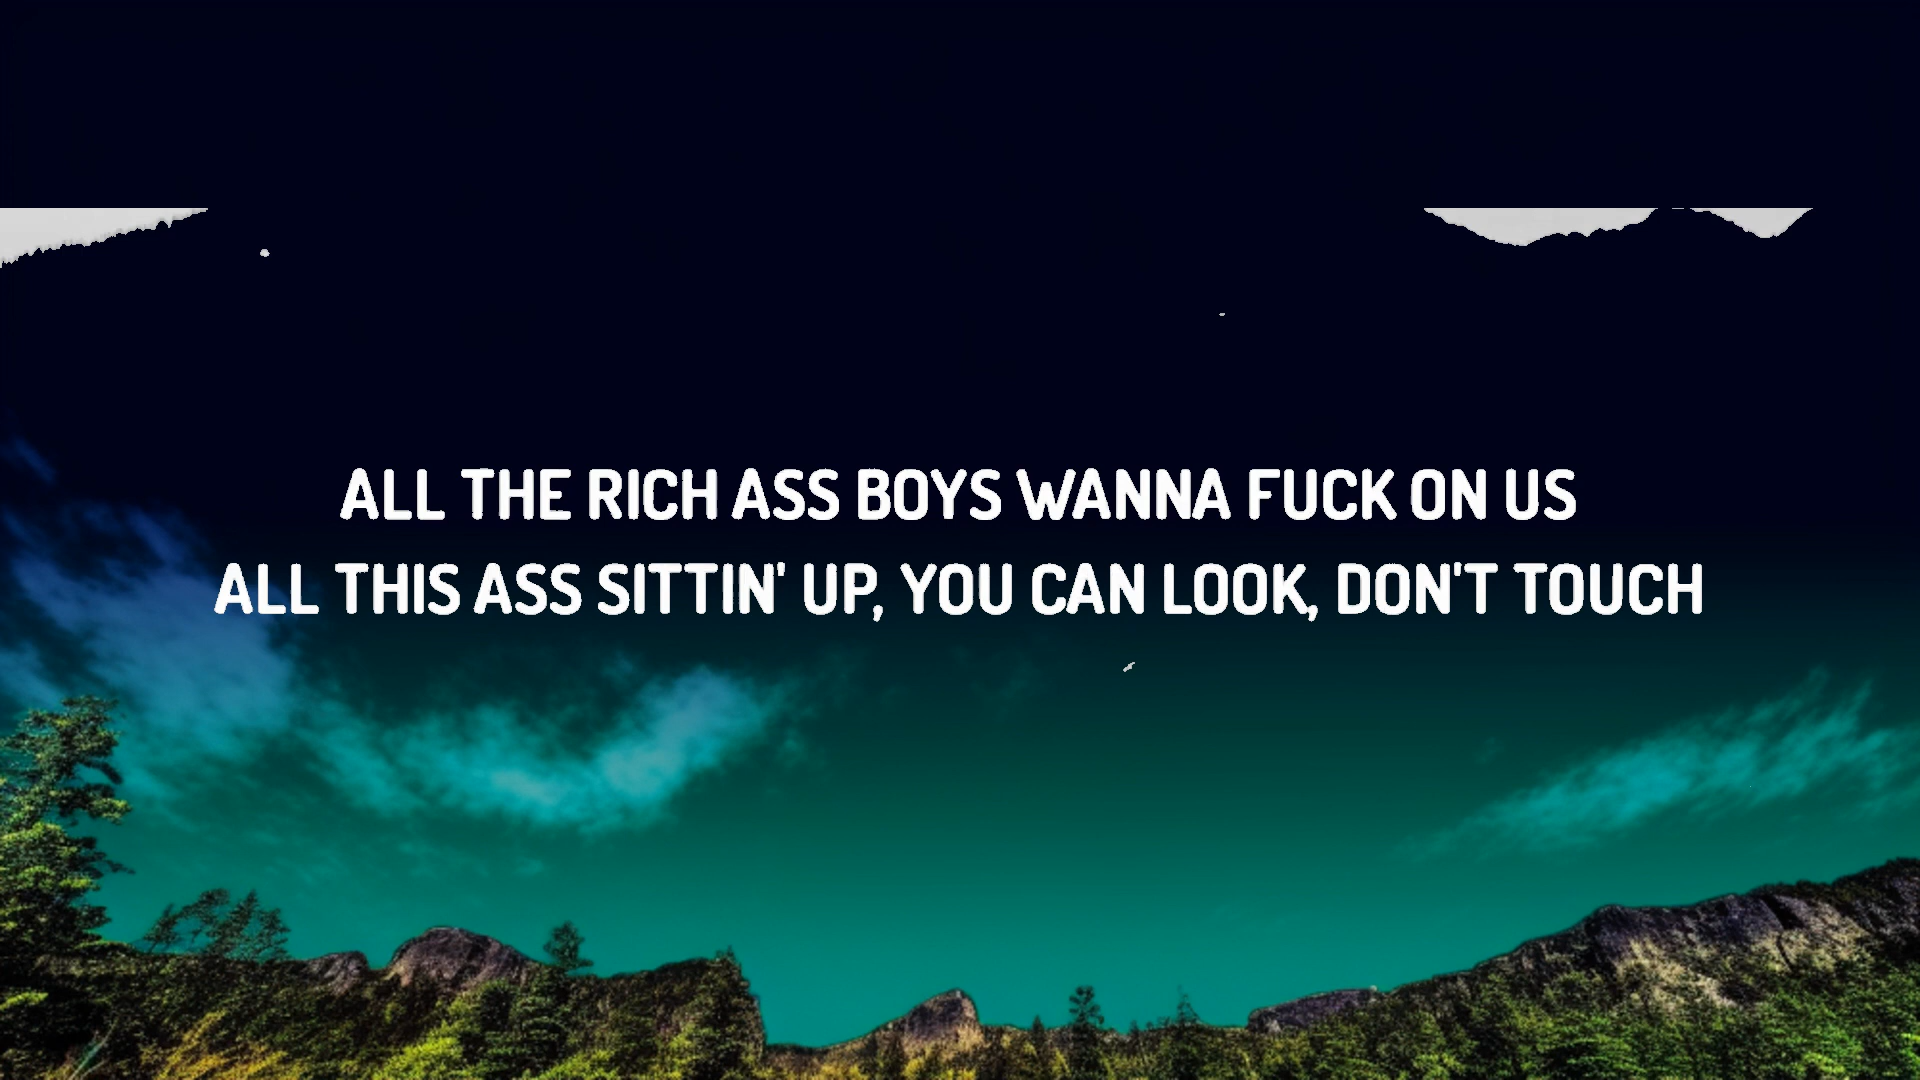 ALL THE RICH ASS BOYS WANNA FUCK ON US
ALL THIS ASS SITTIN' UP, YOU CAN LOOK, DON'T TOUCH